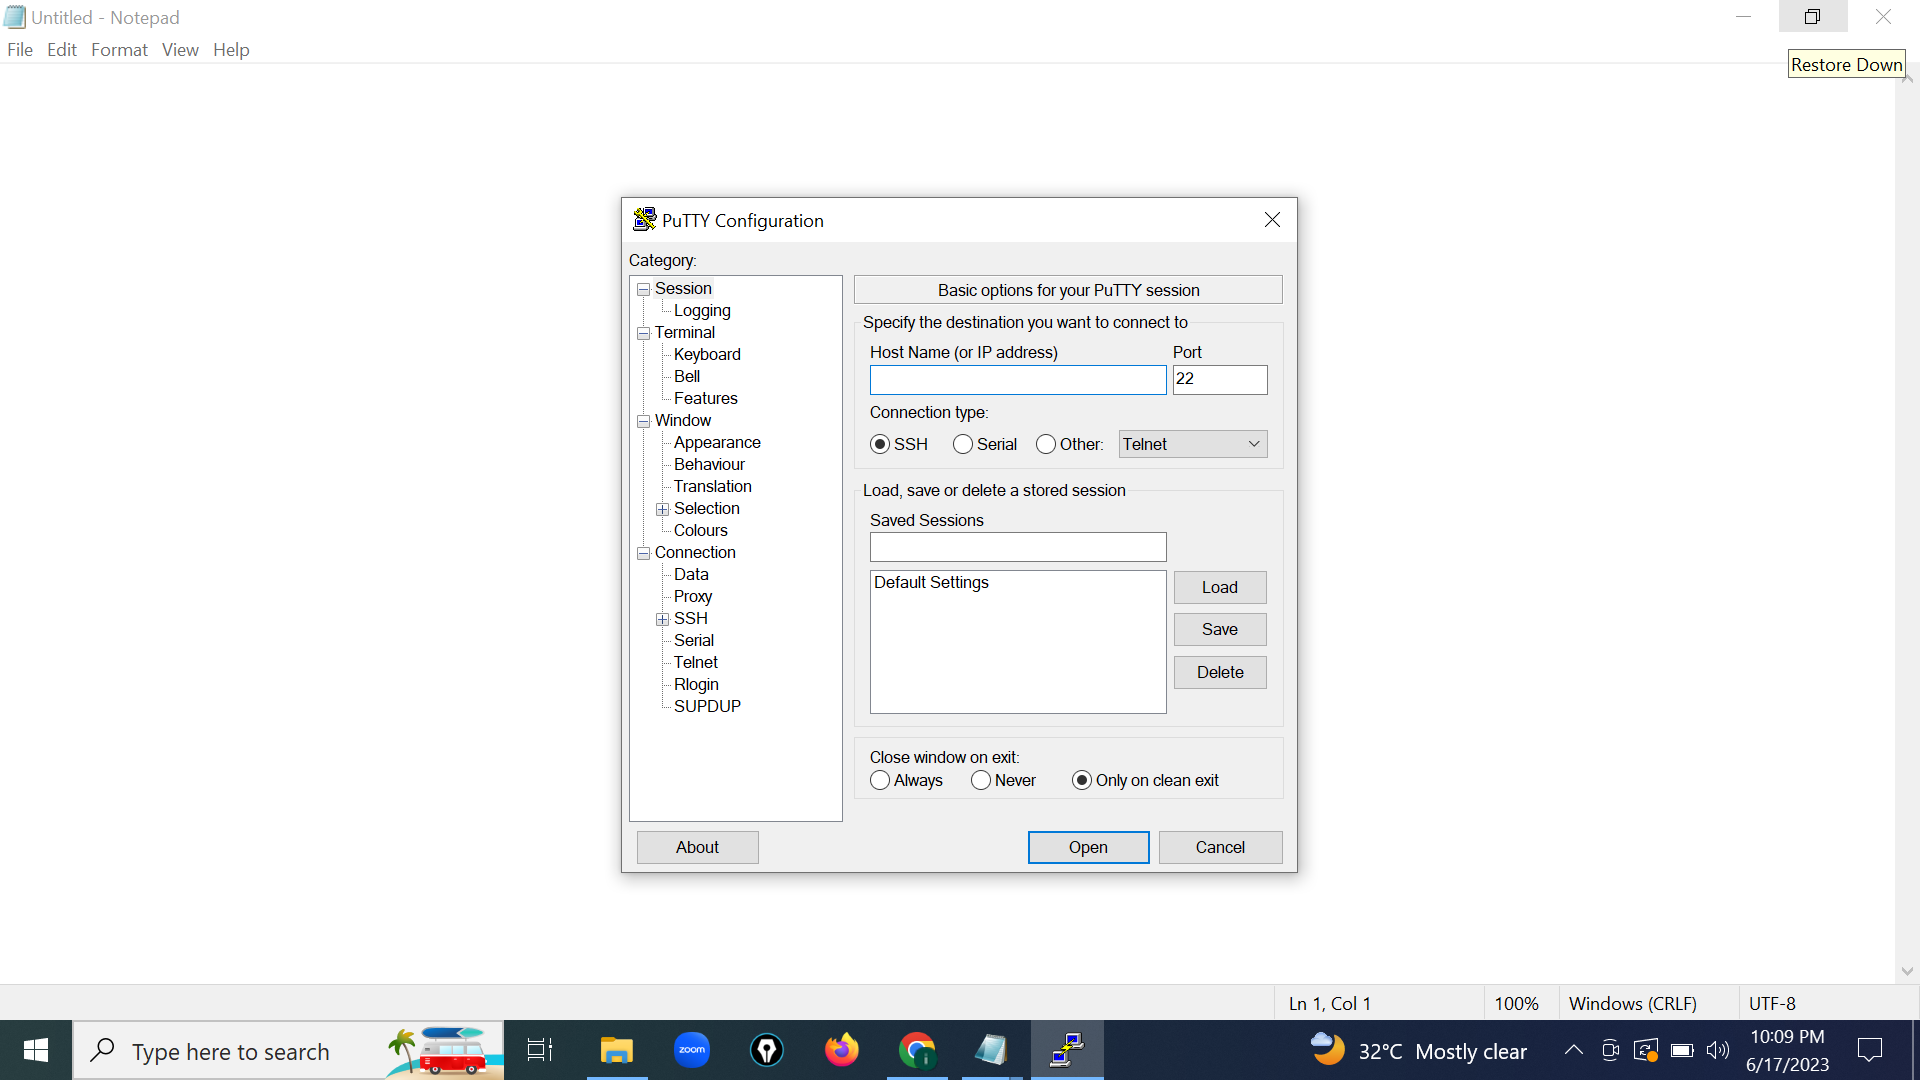 Untitled - Notepad
File Edit Format View Help
Restore Down
PuTTY Configuration
Category:
Session
Logging
Terminal
Keyboard
Bell
Features
Window
Appearance
Behaviour
Translation
Selection
Colours
Connection
Data
Proxy
SSH
Serial
Telnet
Rlogin
SUPDUP
Basic options for your PuTTY session
Specify the destination you want to connect to
Host Name (or IP address) Port
22
Connection type:
SSH Serial Other: Telnet
Load, save or delete a stored session
Saved Sessions
Default Settings
Load
Save
Delete
Close window on exit:
Always Never Only on clean exit
About Open Cancel
Ln 1, Col 1 100% Windows (CRLF) UTF-8
Type here to search
zoom
32°C Mostly clear
10:09 PM
6/17/2023